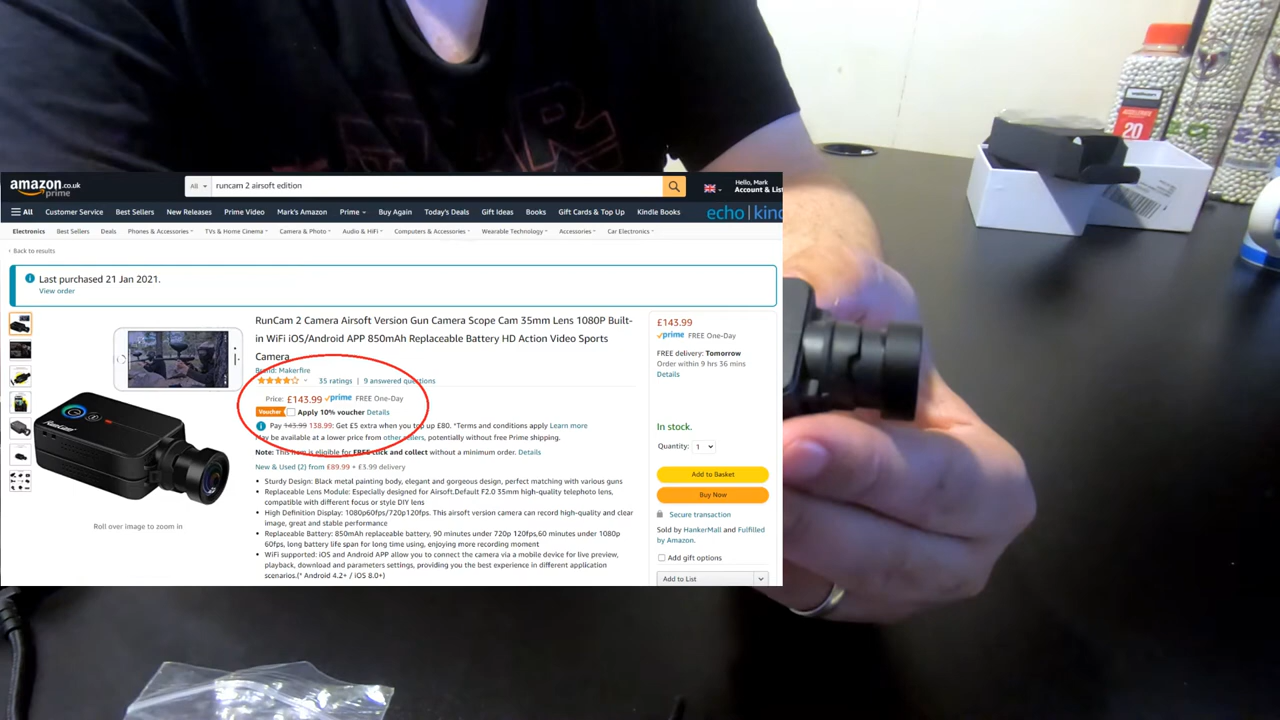 20
amazon.co.uk
prime
All
runcam 2 airsoft edition
Hello, Mark
Account & List
All Customer Service Best Sellers New Releases Prime Video Mark's Amazon Prime Buy Again Today's Deals Gift Ideas Books Gift Cards & Top Up Kindle Books echo | kind
Electronics Best Sellers Deals Phones & Accessories TVs & Home Cinema Camera & Photo Audio & HiFi Computers & Accessories Wearable Technology Accessories Car Electronics
‹ Back to results
Last purchased 21 Jan 2021.
View order
RunCam 2 Camera Airsoft Version Gun Camera Scope Cam 35mm Lens 1080P Built-
in WiFi iOS/Android APP 850mAh Replaceable Battery HD Action Video Sports
Camera
Brand: Makerfire
35 ratings | 9 answered questions
Price: £143.99 prime FREE One-Day
Voucher Apply 10% voucher Details
Pay 143.99 138.99: Get £5 extra when you top up £80. *Terms and conditions apply Learn more
May be available at a lower price from other sellers, potentially without free Prime shipping.
Note: This item is eligible for FREE click and collect without a minimum order. Details
New & Used (2) from £89.99 + £3.99 delivery
• Sturdy Design: Black metal painting body, elegant and gorgeous design, perfect matching with various guns
• Replaceable Lens Module: Especially designed for Airsoft.Default F2.0 35mm high-quality telephoto lens,
compatible with different focus or style DIY lens
• High Definition Display: 1080p60fps/720p120fps. This airsoft version camera can record high-quality and clear
image, great and stable performance
• Replaceable Battery: 850mAh replaceable battery, 90 minutes under 720p 120fps,60 minutes under 1080p
60fps, long battery life span for long time using, enjoying more recording moment
• WiFi supported: iOS and Android APP allow you to connect the camera via a mobile device for live preview,
playback, download and parameters settings, providing you the best experience in different application
scenarios.(* Android 4.2+ / iOS 8.0+)
RunCam
Roll over image to zoom in
£143.99
prime FREE One-Day
FREE delivery: Tomorrow
Order within 9 hrs 36 mins
Details
In stock.
Quantity: 1
Add to Basket
Buy Now
Secure transaction
Sold by HankerMall and Fulfilled
by Amazon.
Add gift options
Add to List